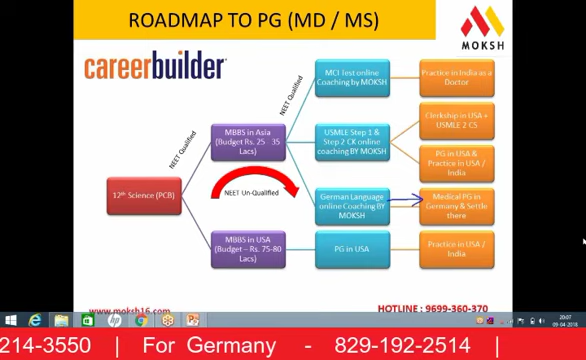 ROADMAP TO PG (MD / MS)
MOKSH
careerbuilder
NEET Qualified
NEET Qualified
MCI Test online
Coaching by MOKSH
Practice in India as a
Doctor
MBBS in Asia
(Budget Rs. 25 - 35
Lacs)
USMLE Step 1 &
Step 2 CK online
coaching BY MOKSH
Clerkship in USA +
USMLE 2 CS
PG in USA &
Practice in USA /
India
12th Science (PCB)
NEET Un-Qualified
German Language
online Coaching BY
MOKSH
Medical PG in
Germany & Settle
there
MBBS in USA
(Budget – Rs. 75-80
Lacs)
PG in USA
Practice in USA /
India
www.moksh16.com
HOTLINE : 9699-360-370
20:07
09-04-2018
214-3550 | For Germany - 829-192-2514 |